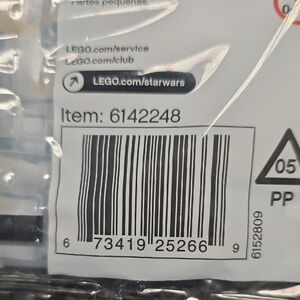 Partes pequeñas
LEGO.com/service
LEGO.com/club
LEGO.com/starwars
Item: 6142248
6 73419 25266 9
6152809
05
PP